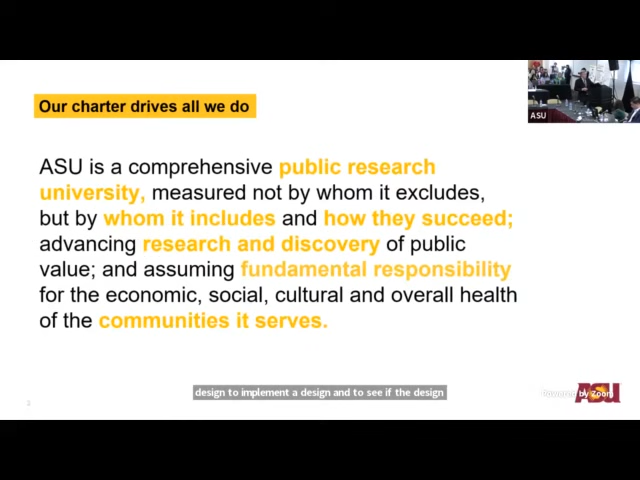 Our charter drives all we do
ASU
ASU is a comprehensive public research
university, measured not by whom it excludes,
but by whom it includes and how they succeed;
advancing research and discovery of public
value; and assuming fundamental responsibility
for the economic, social, cultural and overall health
of the communities it serves.
design to implement a design and to see if the design
Powered by Zoom
ASU